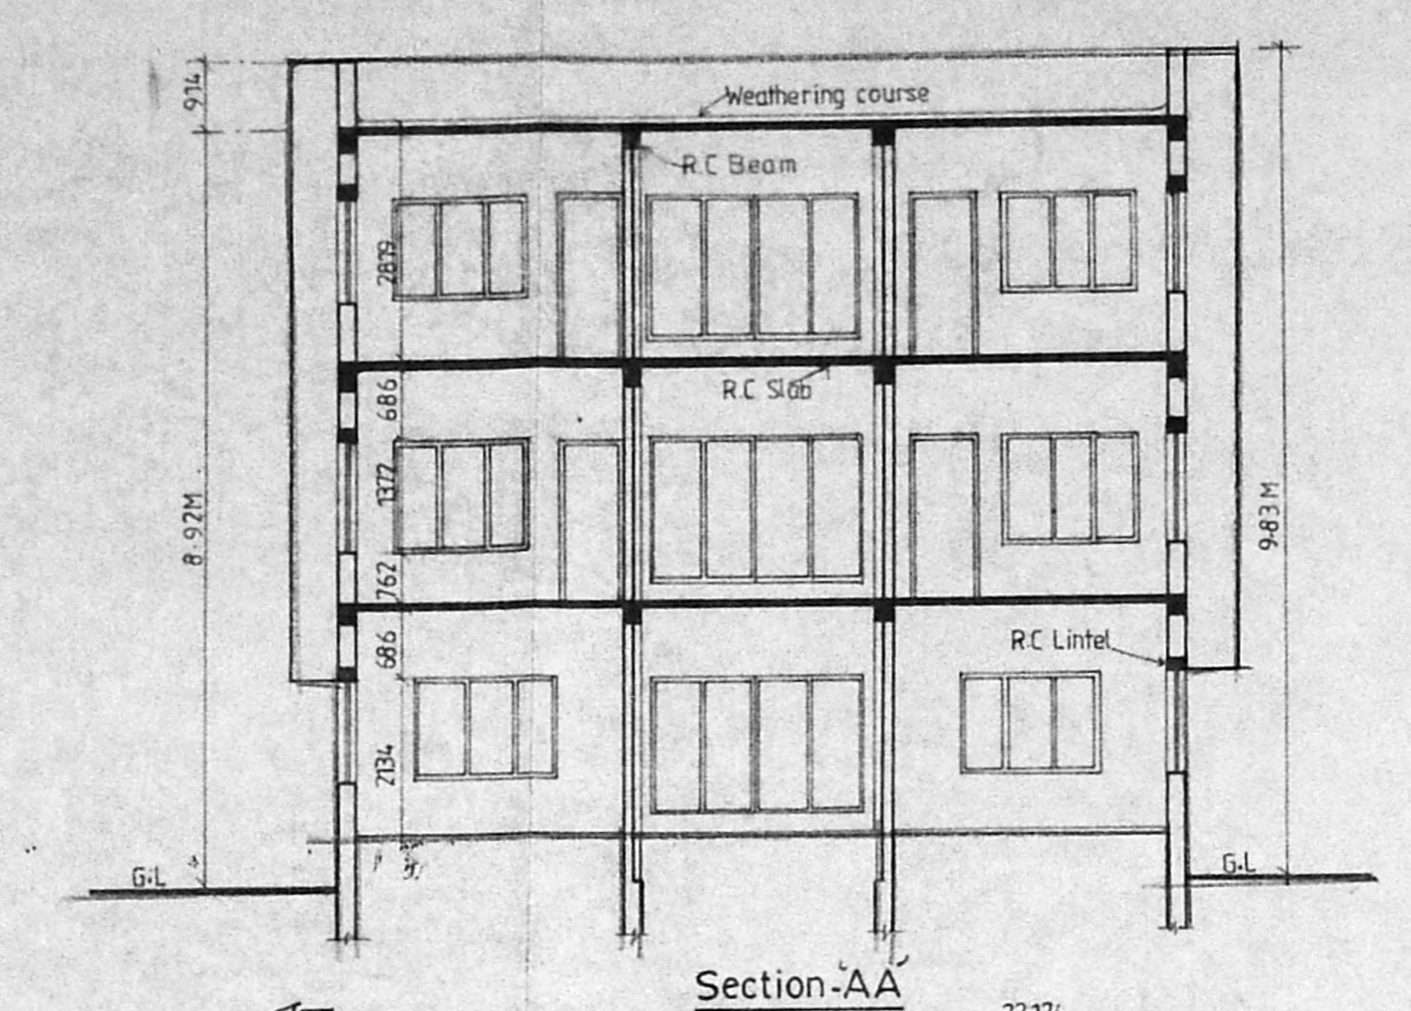 914
Weathering course
R.C Beam
2819
R.C Slab
686
1372
762
8.92M
9.83M
686
R.C Lintel
2134
G.L
G.L
Section-'AA'